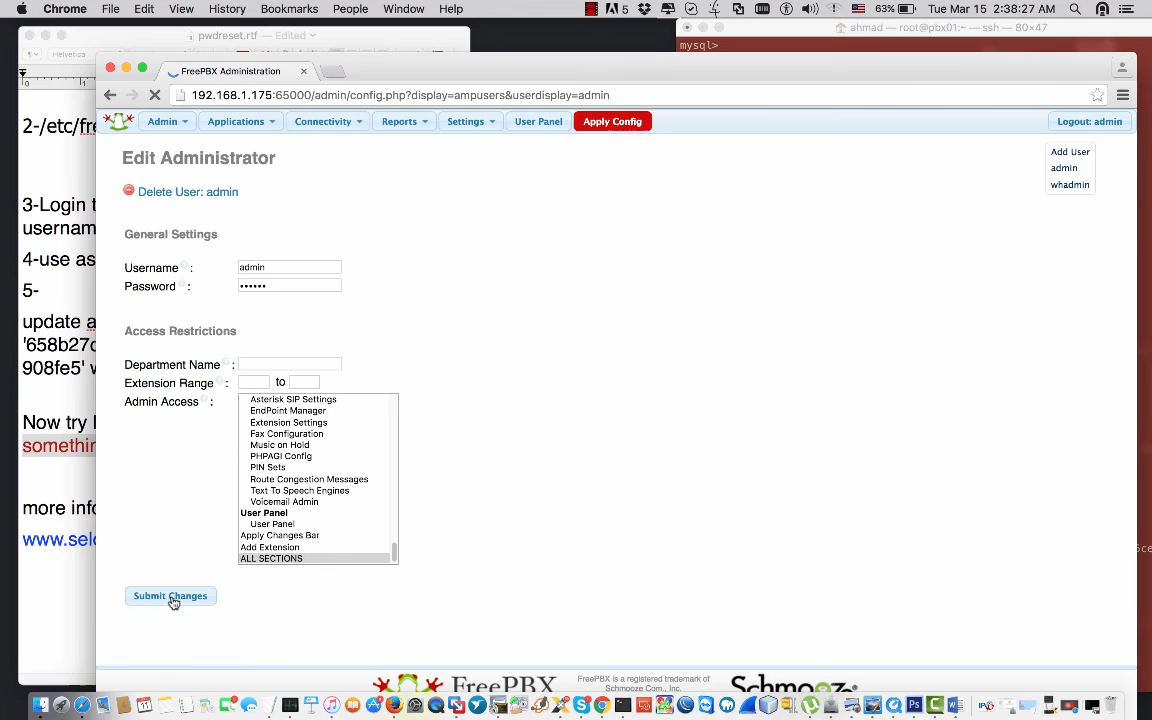 Chrome File Edit View History Bookmarks People Window Help
5 63% Tue Mar 15 2:38:27 AM
pwdreset.rtf — Edited
ahmad — root@pbx01:~ — ssh — 80×47
Helvetica
mysql>
FreePBX Administration
192.168.1.175:65000/admin/config.php?display=ampusers&userdisplay=admin
Admin Applications Connectivity Reports Settings User Panel Apply Config Logout: admin
2-/etc/fre
Edit Administrator
Add User
admin
whadmin
Delete User: admin
3-Login t
usernam
General Settings
4-use as
Username :
admin
Password :
••••••
5-
update a
Access Restrictions
'658b27c
908fe5' w
Department Name :
Extension Range : to
Admin Access :
Asterisk SIP Settings
EndPoint Manager
Extension Settings
Fax Configuration
Music on Hold
PHPAGI Config
PIN Sets
Route Congestion Messages
Text To Speech Engines
Voicemail Admin
User Panel
User Panel
Apply Changes Bar
Add Extension
ALL SECTIONS
Now try l
somethin
more info
www.selo
Submit Changes
FreePBX
FreePBX is a registered trademark of
Schmooze Com., Inc.
Schmooze